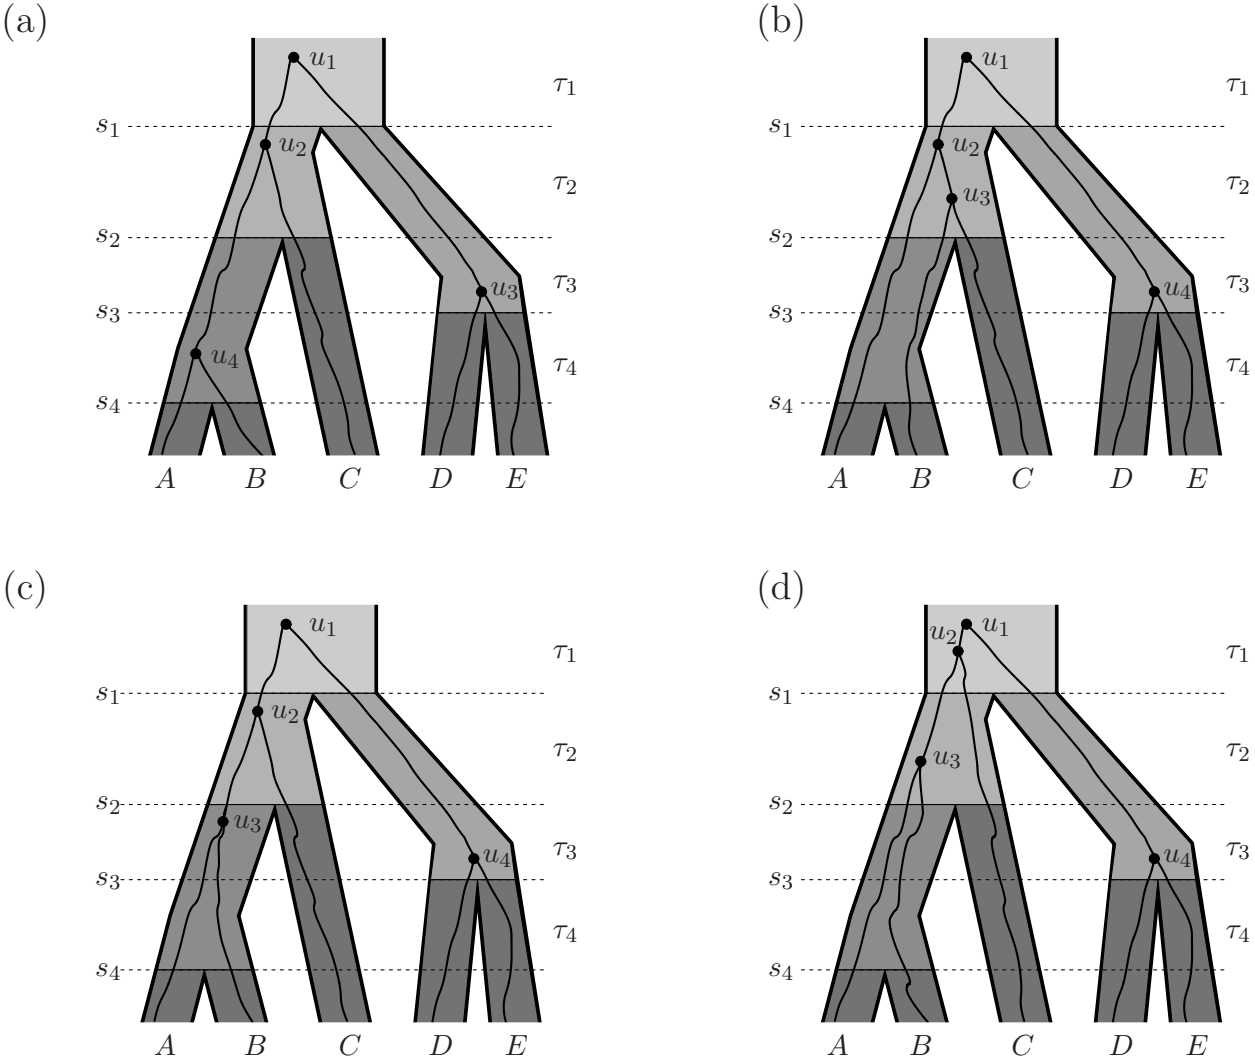 (a)
u₁
τ₁
s₁
u₂
τ₂
s₂
u₃
τ₃
s₃
u₄
τ₄
s₄
A B C D E
(b)
u₁
τ₁
s₁
u₂
τ₂
u₃
s₂
u₄
τ₃
s₃
τ₄
s₄
A B C D E
(c)
u₁
τ₁
s₁
u₂
τ₂
s₂
u₃
τ₃
u₄
s₃
τ₄
s₄
A B C D E
(d)
u₂ u₁
τ₁
s₁
τ₂
u₃
s₂
u₄
τ₃
s₃
τ₄
s₄
A B C D E